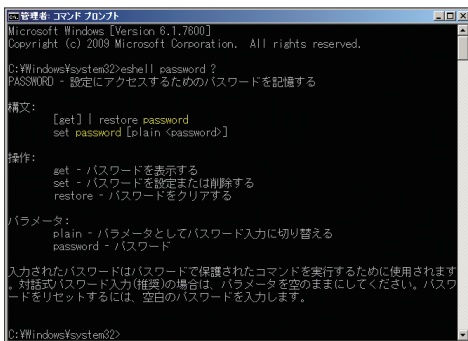 管理者: コマンド プロンプト
Microsoft Windows [Version 6.1.7600]
Copyright (c) 2009 Microsoft Corporation.  All rights reserved.
C:¥Windows¥system32>eshell password ?
PASSWORD - 設定にアクセスするためのパスワードを記憶する
構文:
[get] | restore password
set password [plain <password>]
操作:
get - パスワードを表示する
set - パスワードを設定または削除する
restore - パスワードをクリアする
パラメータ:
plain - パラメータとしてパスワード入力に切り替える
password - パスワード
入力されたパスワードはパスワードで保護されたコマンドを実行するために使用されます
。対話式パスワード入力(推奨)の場合は、パラメータを空のままにしてください。パスワ
ードをリセットするには、空白のパスワードを入力します。
C:¥Windows¥system32>